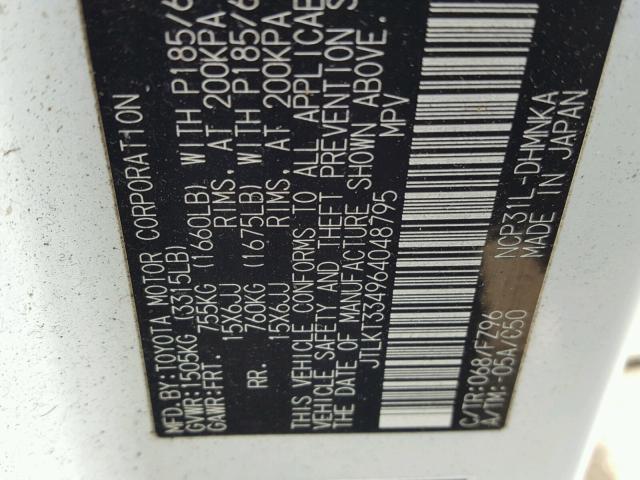 MFD.BY:TOYOTA MOTOR CORPORATION
GVWR:1505KG (3315LB)
GAWR:FRT. 755KG (1660LB) WITH P185/6
15X6JJ RIMS, AT 200KPA
RR. 760KG (1675LB) WITH P185/6
15X6JJ RIMS, AT 200KPA
THIS VEHICLE CONFORMS TO ALL APPLICAB
VEHICLE SAFETY AND THEFT PREVENTION S
THE DATE OF MANUFACTURE SHOWN ABOVE.
JTLKT334964048795 MPV
C/TR:068/F796 NCP31L-DHMNKA
A/TM:-05A/C50 MADE IN JAPAN